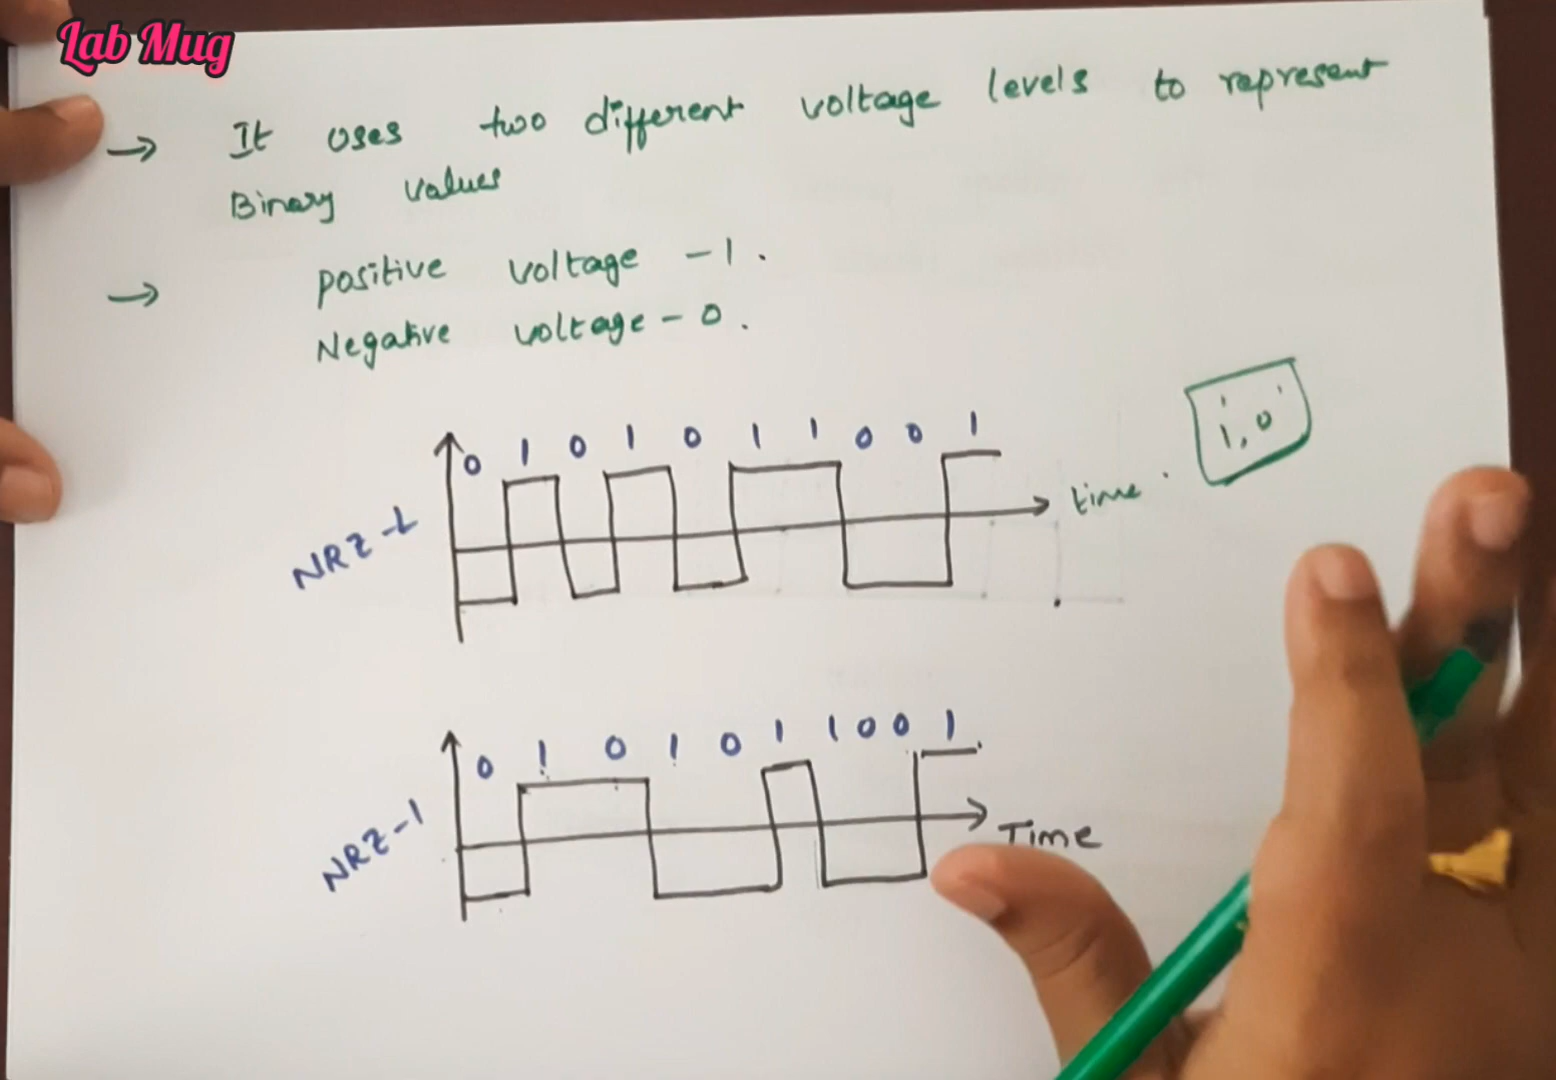 Lab Mug
→ It uses two different voltage levels to represent
Binary values
→ positive voltage - 1.
Negative voltage - 0.
1, 0
0 1 0 1 0 1 1 0 0 1
NRZ-L
time
0 1 0 1 0 1 1 0 0 1
NRZ-1
Time